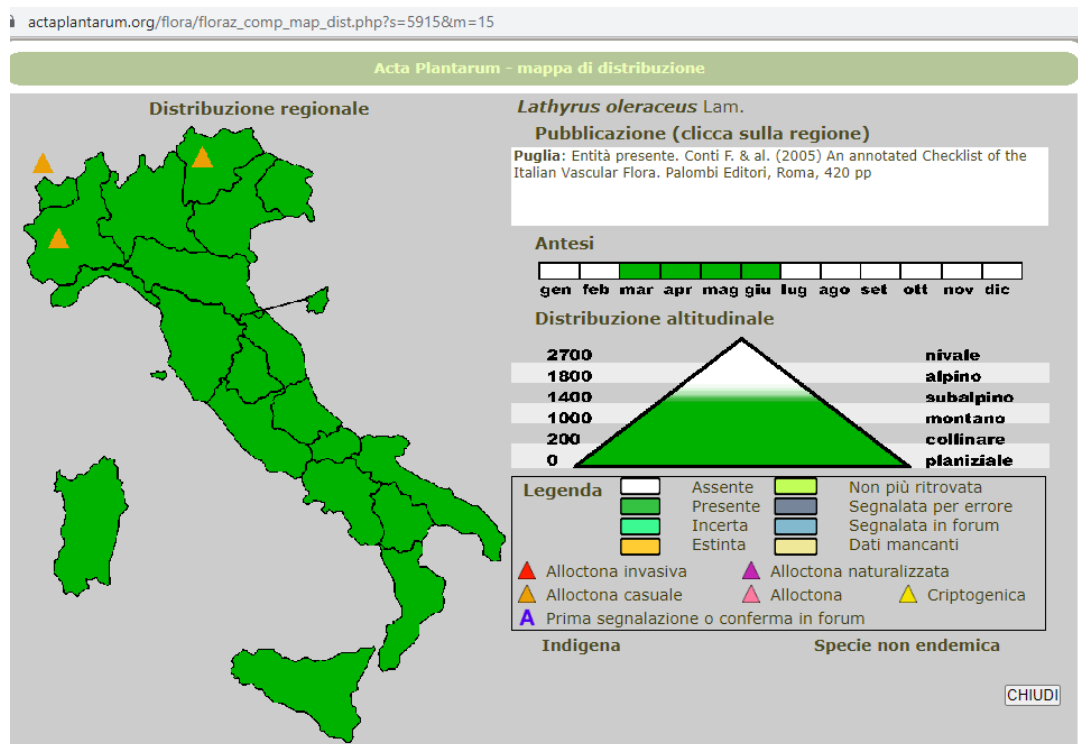 actaplantarum.org/flora/floraz_comp_map_dist.php?s=5915&m=15
Acta Plantarum - mappa di distribuzione
Distribuzione regionale
Lathyrus oleraceus Lam.
Pubblicazione (clicca sulla regione)
Puglia: Entità presente. Conti F. & al. (2005) An annotated Checklist of the
Italian Vascular Flora. Palombi Editori, Roma, 420 pp
Antesi
gen feb mar apr mag giu lug ago set ott nov dic
Distribuzione altitudinale
2700 nivale
1800 alpino
1400 subalpino
1000 montano
200 collinare
0 planiziale
Legenda Assente Non più ritrovata
Presente Segnalata per errore
Incerta Segnalata in forum
Estinta Dati mancanti
Alloctona invasiva Alloctona naturalizzata
Alloctona casuale Alloctona Criptogenica
A Prima segnalazione o conferma in forum
Indigena Specie non endemica
CHIUDI